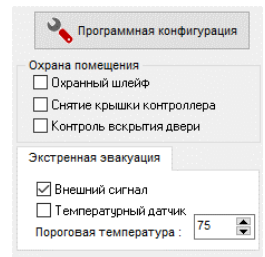 Программная конфигурация
Охрана помещения
Охранный шлейф
Снятие крышки контроллера
Контроль вскрытия двери
Экстренная эвакуация
Внешний сигнал
Температурный датчик
Пороговая температура : 75